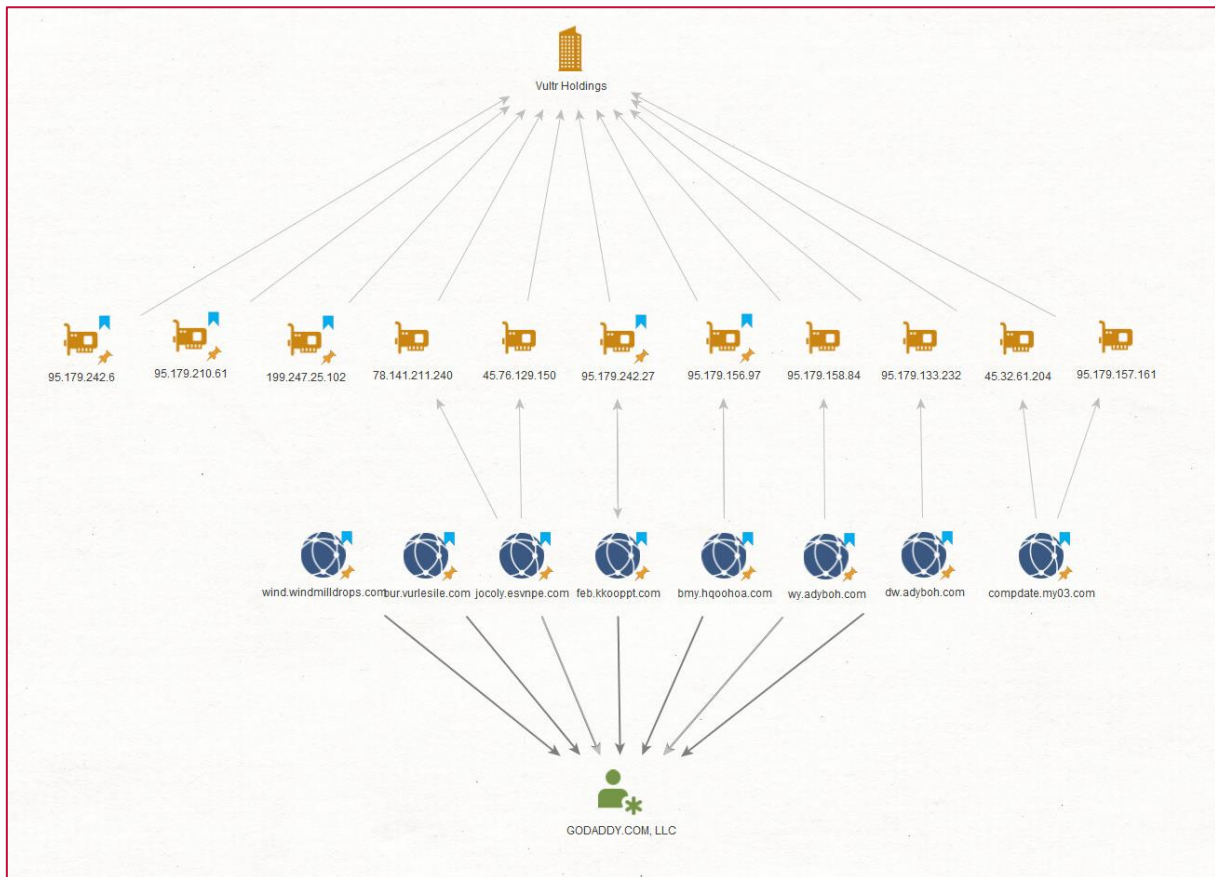 Vultr Holdings
95.179.242.6
95.179.210.61
199.247.25.102
78.141.211.240
45.76.129.150
95.179.242.27
95.179.156.97
95.179.158.84
95.179.133.232
45.32.61.204
95.179.157.161
wind.windmilldrops.com
bur.vurlesile.com
jocoly.esvnpe.com
feb.kkooppt.com
bmy.hqoohoa.com
wy.adyboh.com
dw.adyboh.com
compdate.my03.com
GODADDY.COM, LLC